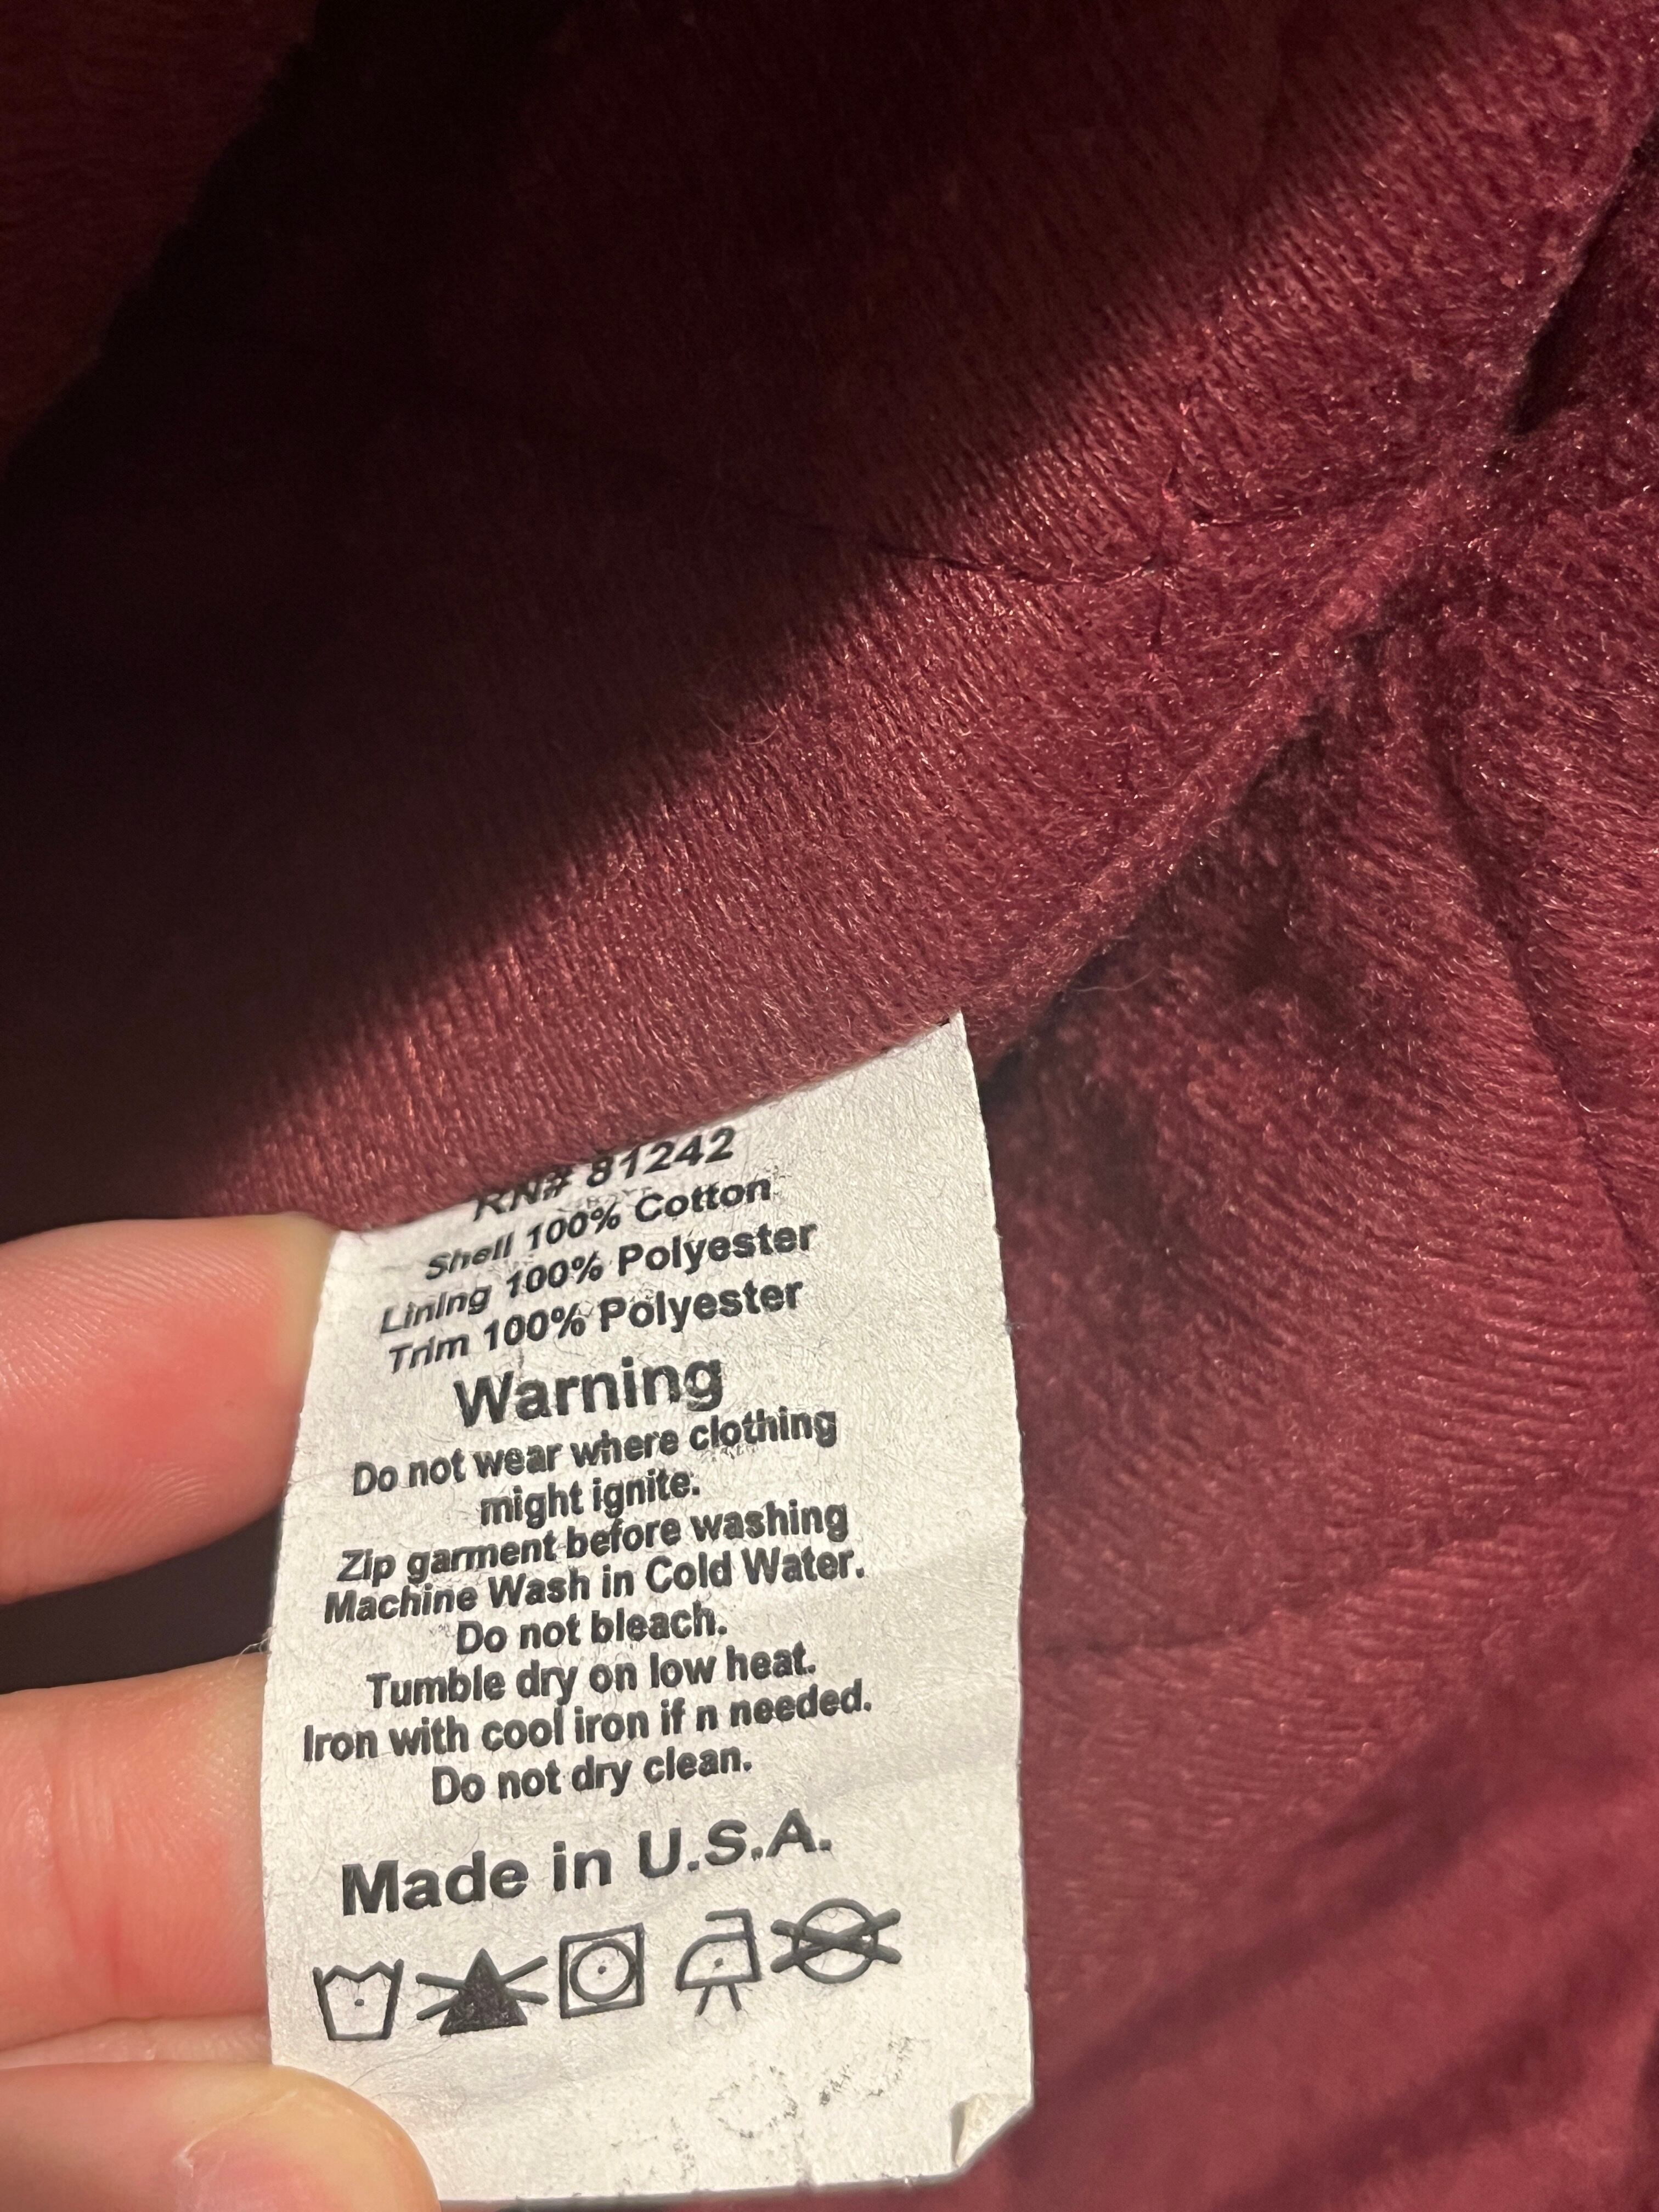 RN# 81242
Shell 100% Cotton
Lining 100% Polyester
Trim 100% Polyester
Warning
Do not wear where clothing
might ignite.
Zip garment before washing
Machine Wash in Cold Water.
Do not bleach.
Tumble dry on low heat.
Iron with cool iron if n needed.
Do not dry clean.
Made in U.S.A.